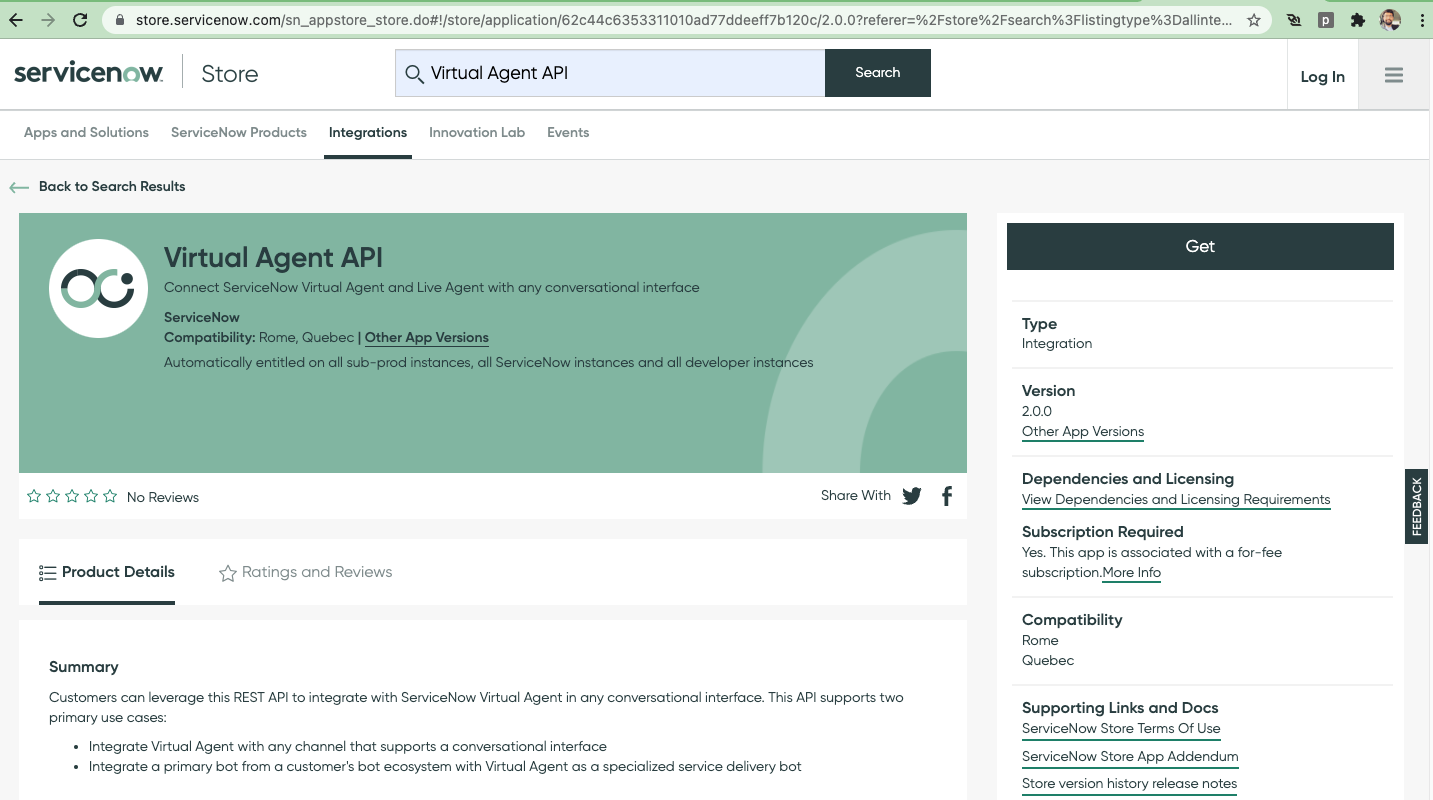 store.servicenow.com/sn_appstore_store.do#!/store/application/62c44c6353311010ad77ddeeff7b120c/2.0.0?referer=%2Fstore%2Fsearch%3Flistingtype%3Dallinte...
servicenow Store
Virtual Agent API
Search
Log In
Apps and Solutions ServiceNow Products Integrations Innovation Lab Events
Back to Search Results
Virtual Agent API
Connect ServiceNow Virtual Agent and Live Agent with any conversational interface
ServiceNow
Compatibility: Rome, Quebec | Other App Versions
Automatically entitled on all sub-prod instances, all ServiceNow instances and all developer instances
No Reviews
Share With
Product Details
Ratings and Reviews
Summary
Customers can leverage this REST API to integrate with ServiceNow Virtual Agent in any conversational interface. This API supports two
primary use cases:
• Integrate Virtual Agent with any channel that supports a conversational interface
• Integrate a primary bot from a customer's bot ecosystem with Virtual Agent as a specialized service delivery bot
Get
Type
Integration
Version
2.0.0
Other App Versions
Dependencies and Licensing
View Dependencies and Licensing Requirements
Subscription Required
Yes. This app is associated with a for-fee
subscription.More Info
Compatibility
Rome
Quebec
Supporting Links and Docs
ServiceNow Store Terms Of Use
ServiceNow Store App Addendum
Store version history release notes
FEEDBACK